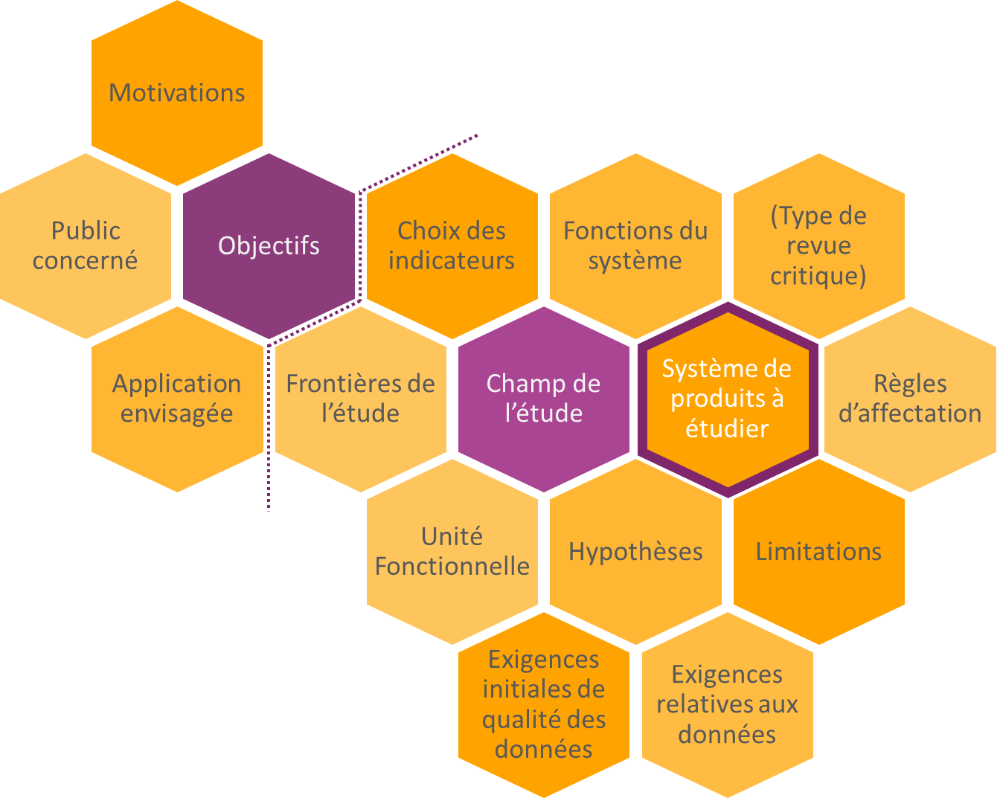 Motivations
Public
concerné
Objectifs
Choix des
indicateurs
Fonctions du
système
(Type de
revue
critique)
Application
envisagée
Frontières de
l’étude
Champ de
l’étude
Système de
produits à
étudier
Règles
d’affectation
Unité
Fonctionnelle
Hypothèses
Limitations
Exigences
initiales de
qualité des
données
Exigences
relatives aux
données